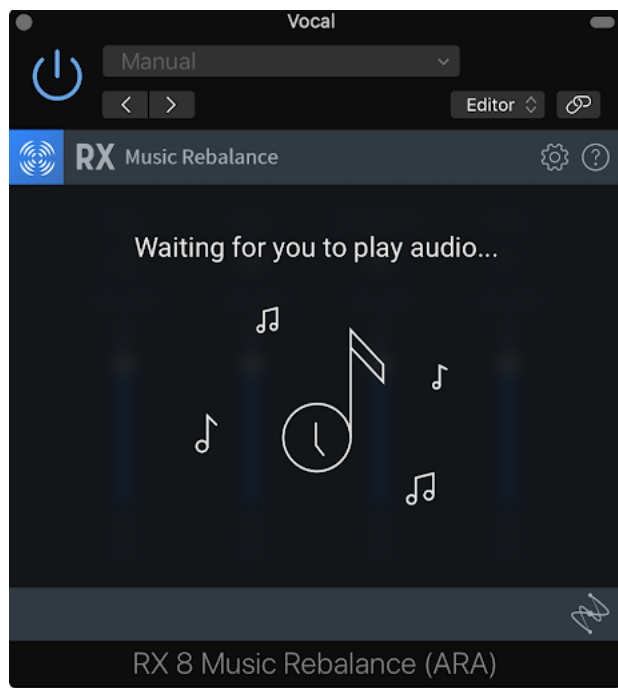 Vocal
Manual
Editor
RX Music Rebalance
?
Waiting for you to play audio...
RX 8 Music Rebalance (ARA)